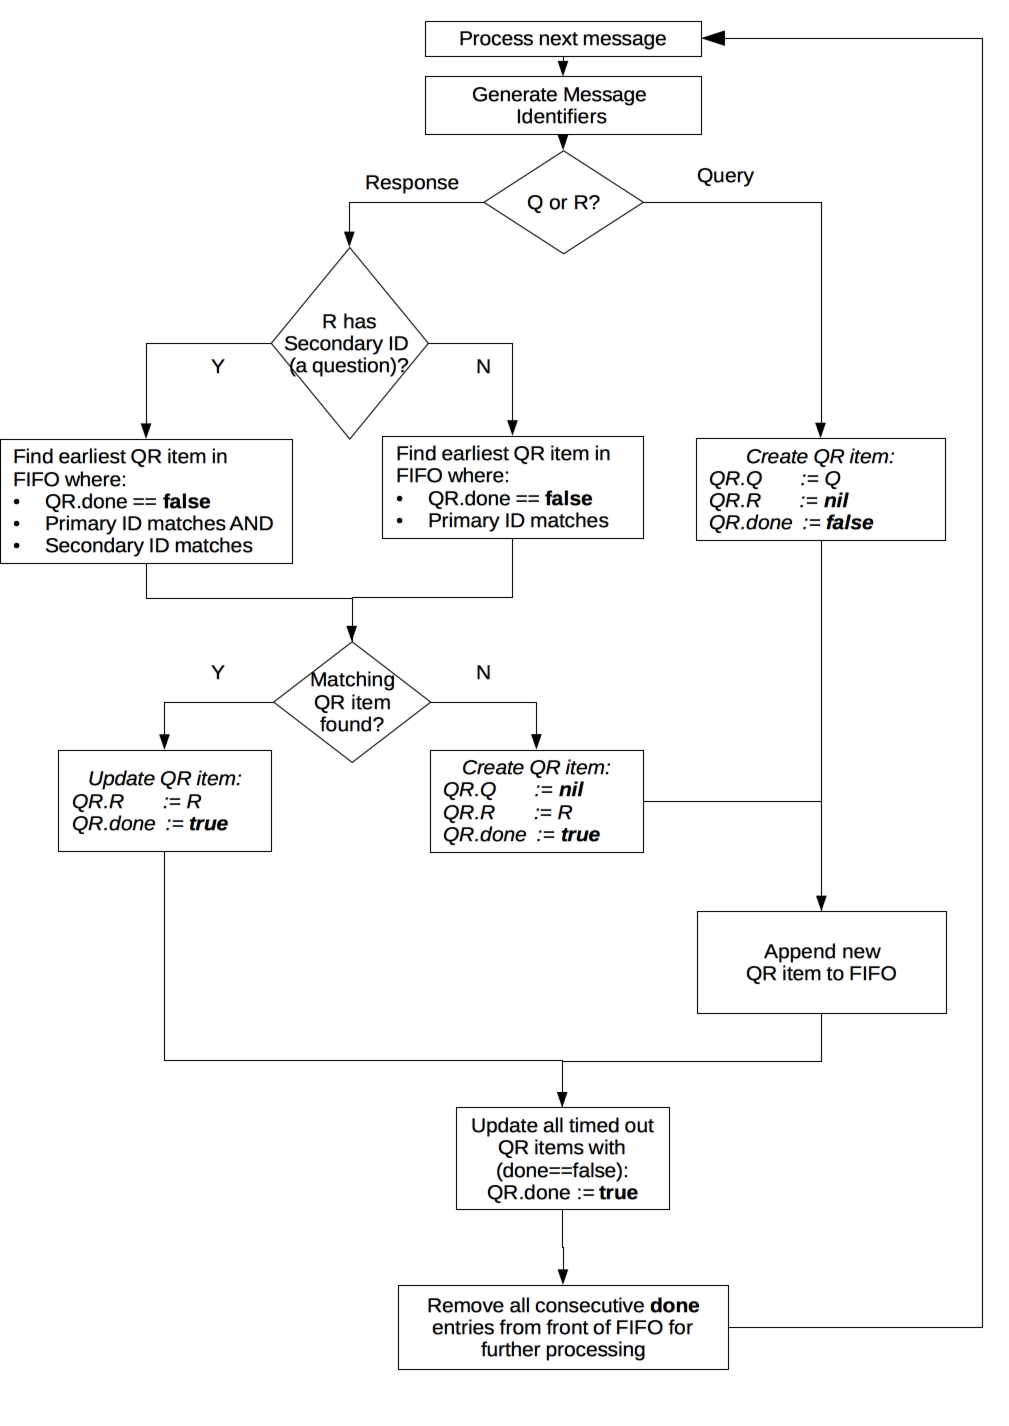 Process next message
Generate Message
Identifiers
Response
Query
Q or R?
R has
Secondary ID
(a question)?
Y
N
Find earliest QR item in
FIFO where:
• QR.done == false
• Primary ID matches AND
• Secondary ID matches
Find earliest QR item in
FIFO where:
• QR.done == false
• Primary ID matches
Create QR item:
QR.Q := Q
QR.R := nil
QR.done := false
Y
N
Matching
QR item
found?
Update QR item:
QR.R := R
QR.done := true
Create QR item:
QR.Q := nil
QR.R := R
QR.done := true
Append new
QR item to FIFO
Update all timed out
QR items with
(done==false):
QR.done := true
Remove all consecutive done
entries from front of FIFO for
further processing